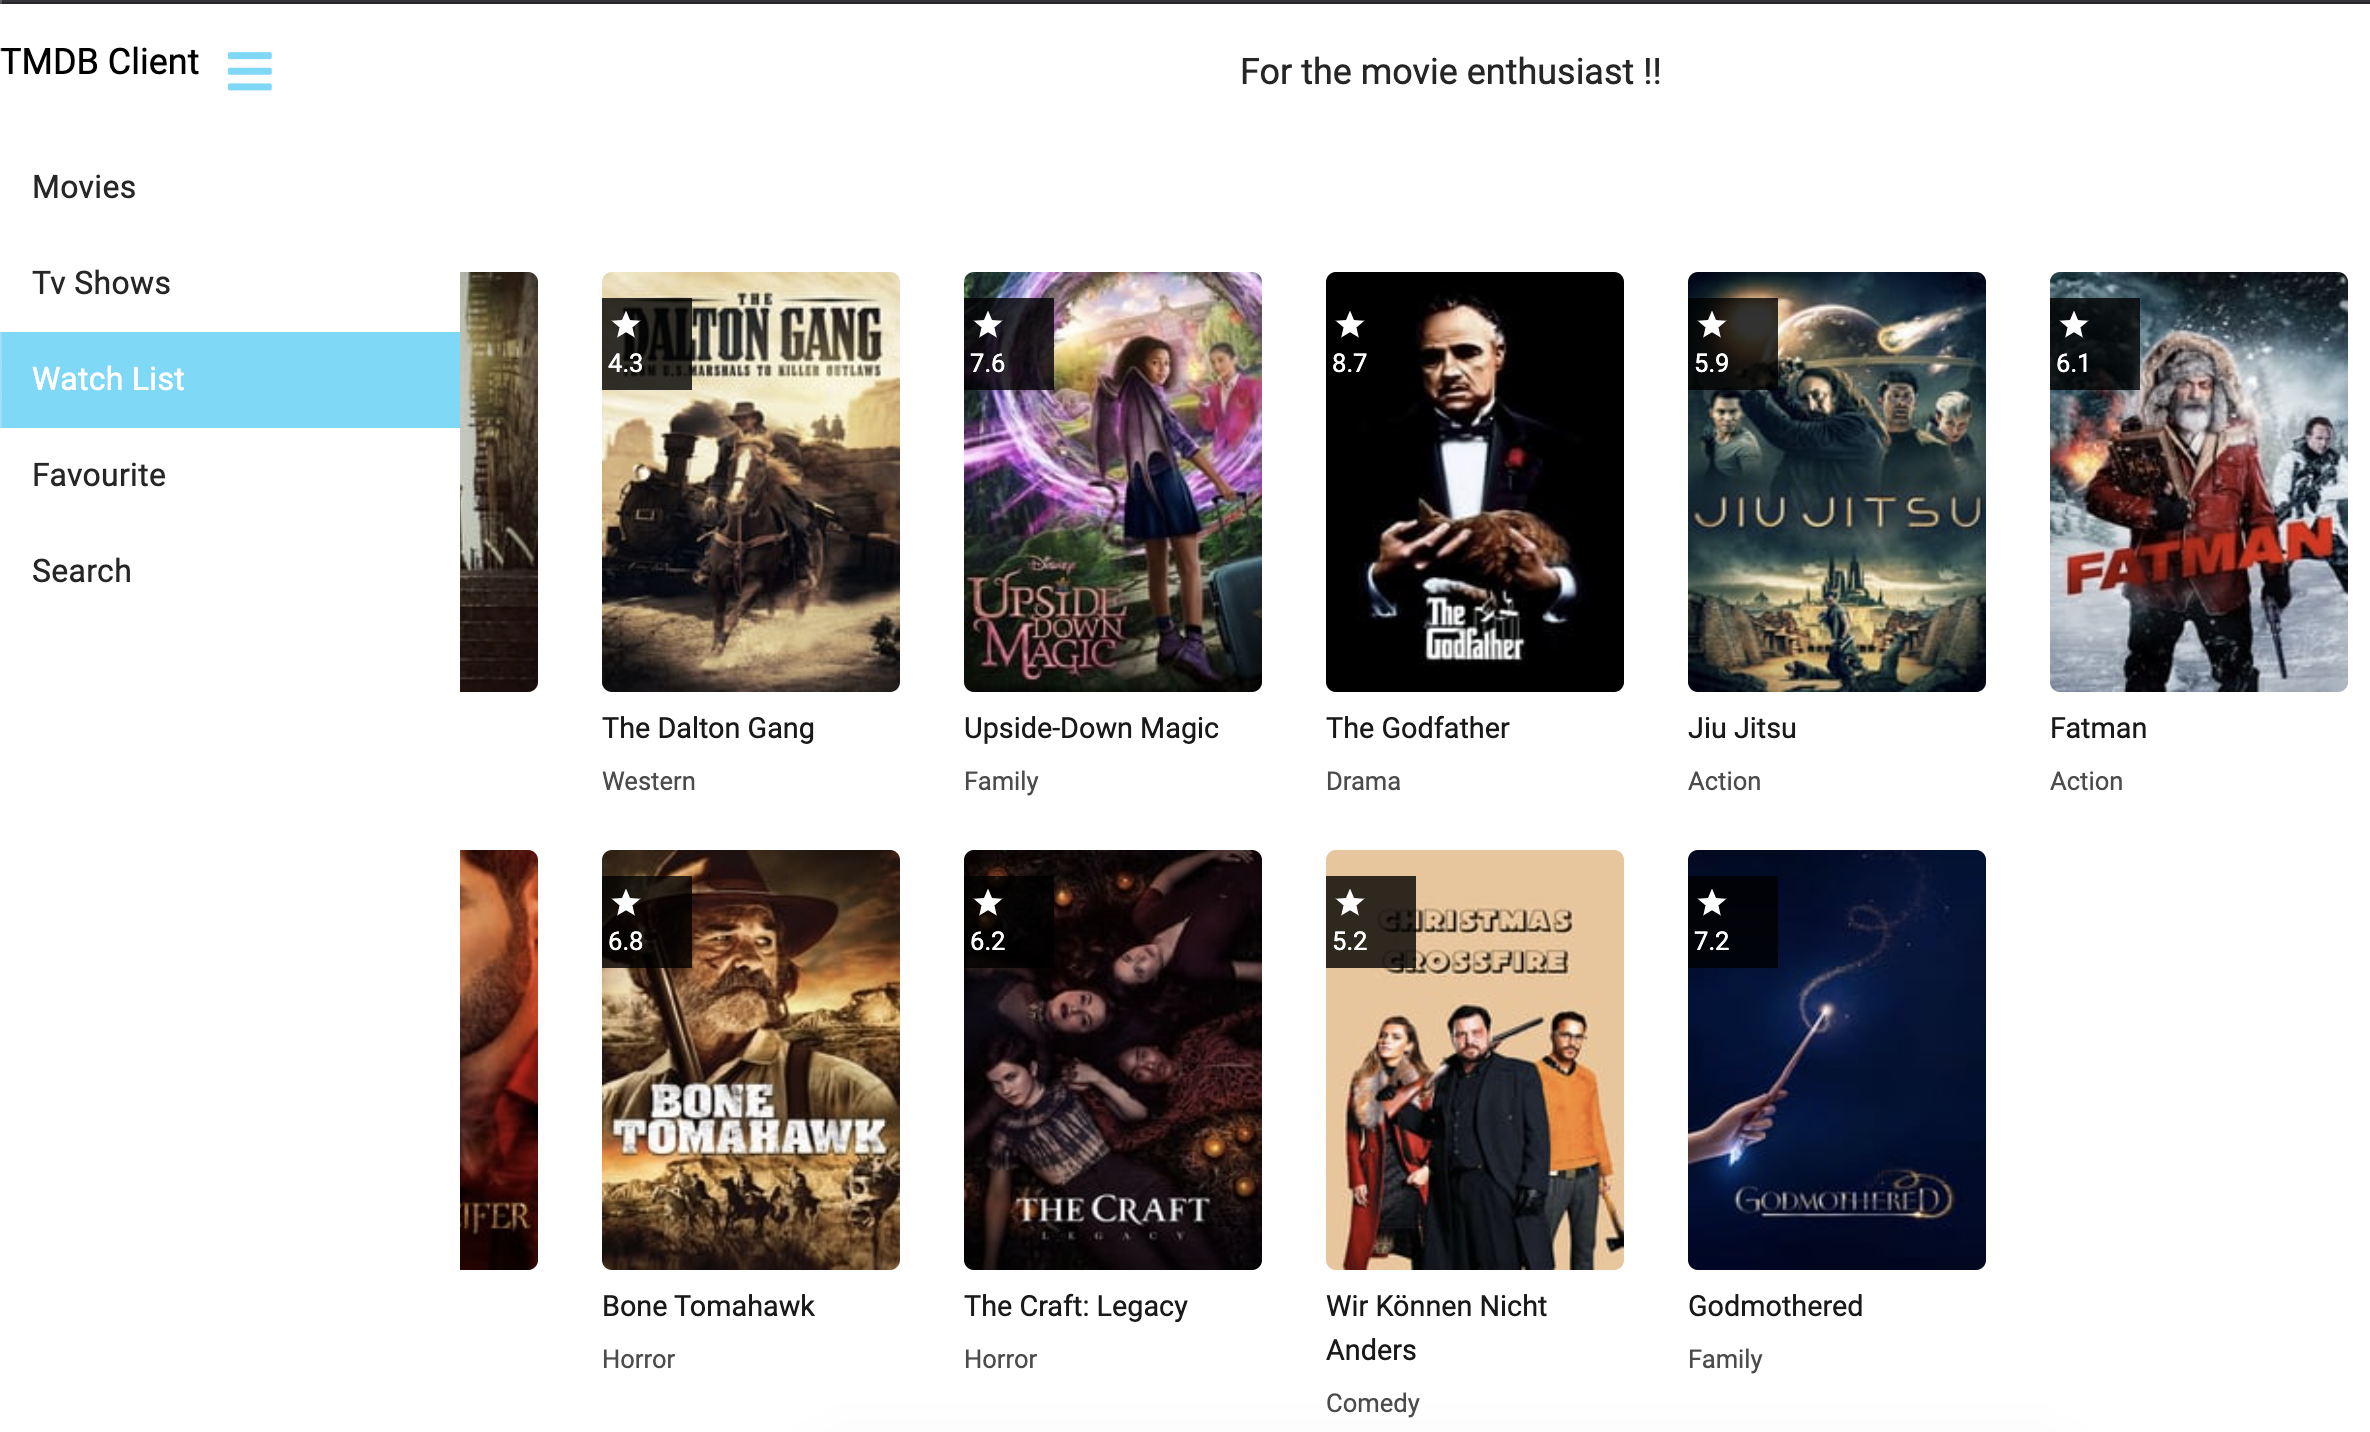 TMDB Client
For the movie enthusiast !!
Movies
Tv Shows
Watch List
Favourite
Search
4.3
THE
DALTON GANG
U.S. MARSHALS TO KILLER OUTLAWS
The Dalton Gang
Western
7.6
Disney
UPSIDE
DOWN
MAGIC
Upside-Down Magic
Family
8.7
The
Godfather
The Godfather
Drama
5.9
JIU JITSU
Jiu Jitsu
Action
6.1
FATMAN
Fatman
Action
IFER
6.8
BONE
TOMAHAWK
Bone Tomahawk
Horror
6.2
THE CRAFT
LEGACY
The Craft: Legacy
Horror
5.2
CHRISTMAS
CROSSFIRE
Wir Können Nicht
Anders
Comedy
7.2
GODMOTHERED
Godmothered
Family